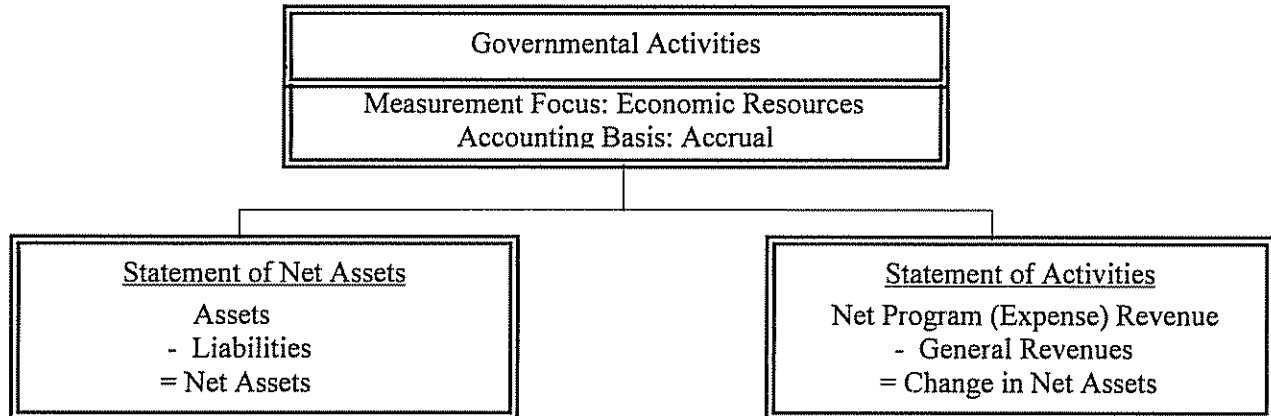 Governmental Activities
Measurement Focus: Economic Resources
Accounting Basis: Accrual
Statement of Net Assets
Assets
- Liabilities
= Net Assets
Statement of Activities
Net Program (Expense) Revenue
- General Revenues
= Change in Net Assets